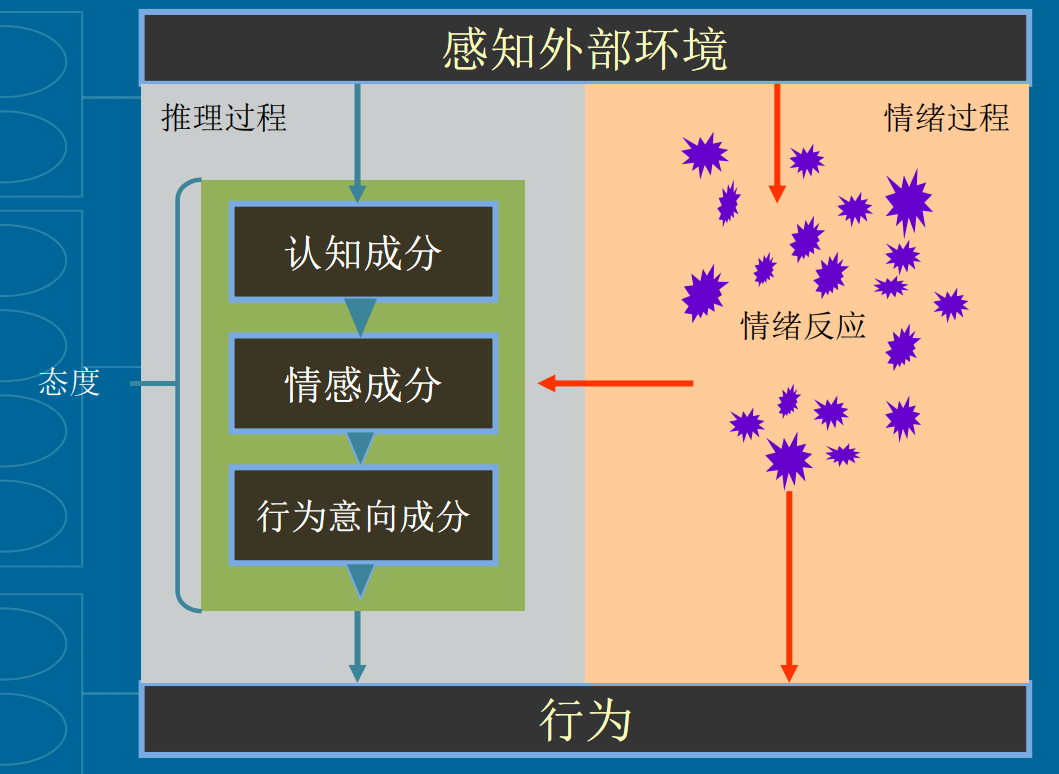 感知外部环境
推理过程
情绪过程
认知成分
情绪反应
态度
情感成分
行为意向成分
行为